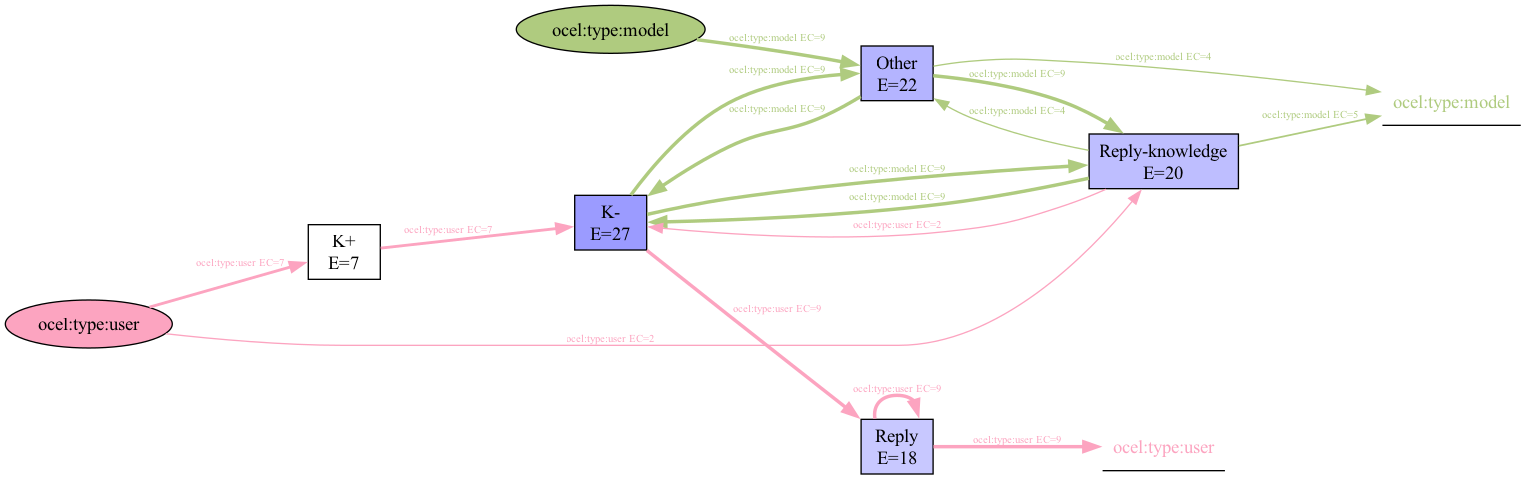 ocel:type:model
ocel:type:model EC=9
Other
E=22
ocel:type:model EC=4
ocel:type:model EC=9
ocel:type:model EC=9
ocel:type:model
ocel:type:model EC=9
ocel:type:model EC=4
ocel:type:model EC=5
Reply-knowledge
E=20
ocel:type:model EC=9
ocel:type:model EC=9
K-
E=27
ocel:type:user EC=2
ocel:type:user EC=7
K+
E=7
ocel:type:user EC=7
ocel:type:user EC=9
ocel:type:user
ocel:type:user EC=2
ocel:type:user EC=9
Reply
E=18
ocel:type:user EC=9
ocel:type:user